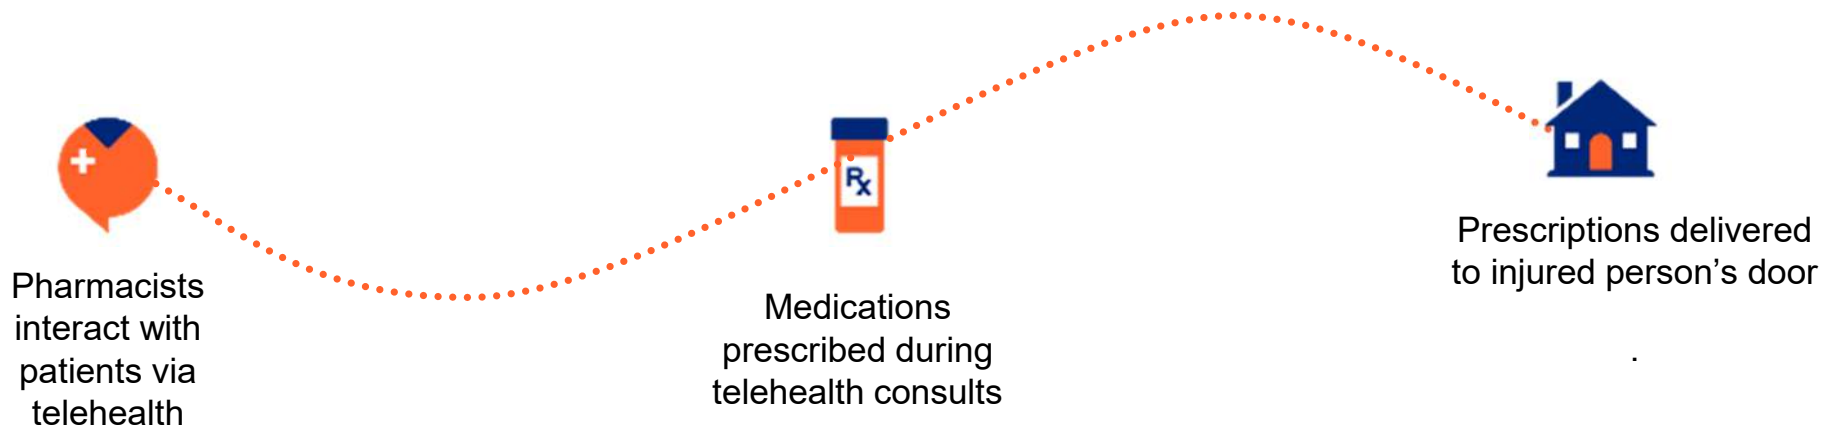 Pharmacists
interact with
patients via
telehealth
Rx
Medications
prescribed during
telehealth consults
Prescriptions delivered
to injured person’s door
.